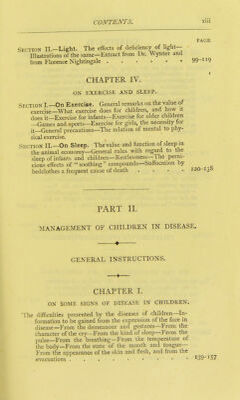 CONTENTS. xiii
PAGE
SECTION II.—Light. The effects of deficiency of light—
Illustrations of the same—Extract from Dr. Wynter and
from Florence Nightingale . . . . . . 99-119
CHAPTER IV.
ON EXERCISE AND SLEEP.
SECTION I.—On Exercise. General remarks on the value of
exercise—What exercise does for children, and how it
does it—Exercise for infants—Exercise for older children
—Games and sports—Exercise for girls, the necessity for
it—General precautions—The relation of mental to phy-
sical exercise.
SECTION II.—On Sleep. The value and function of sleep in
the animal economy—General rules with regard to the
sleep of infants and children—Restlessness—The perni-
cious effects of "soothing" compounds—Suffocation by
bedclothes a frequent cause of death . . . . 120-138
PART II.
MANAGEMENT OF CHILDREN IN DISEASE.
GENERAL INSTRUCTIONS.
CHAPTER I.
ON SOME SIGNS OF DISEASE IN CHILDREN.
The difficulties presented by the diseases of children—In-
formation to be gained from the expression of the face in
disease—From the demeanour and gestures—From the
character of the cry—From the kind of sleep—From the
pulse—From the breathing—From the temperature of
the body—From the state of the mouth and tongue—
From the appearance of the skin and flesh, and from the
evacuations . . . . . . . . 139-157